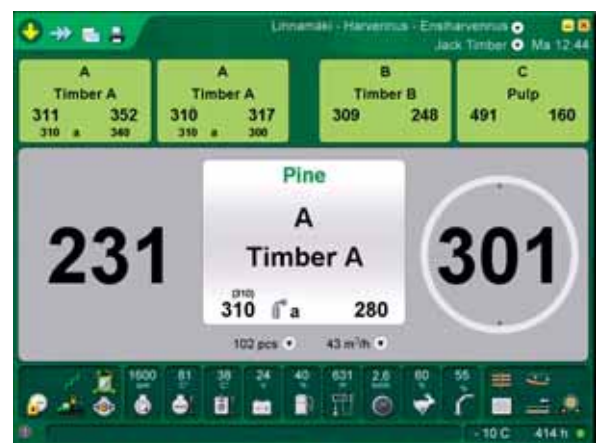 Linnamäki - Harvennus - Ensiharvennus
Jack Timber Ma 12:44
A A B C
Timber A Timber A Timber B Pulp
311 352 310 317 309 248 491 160
310 a 340 310 a 300
Pine
A
231 Timber A 301
(310)
310 a 280
102 pcs 43 m³/h
1600 81 38 24 40 631 2,6 60 55
- 10 C 414 h